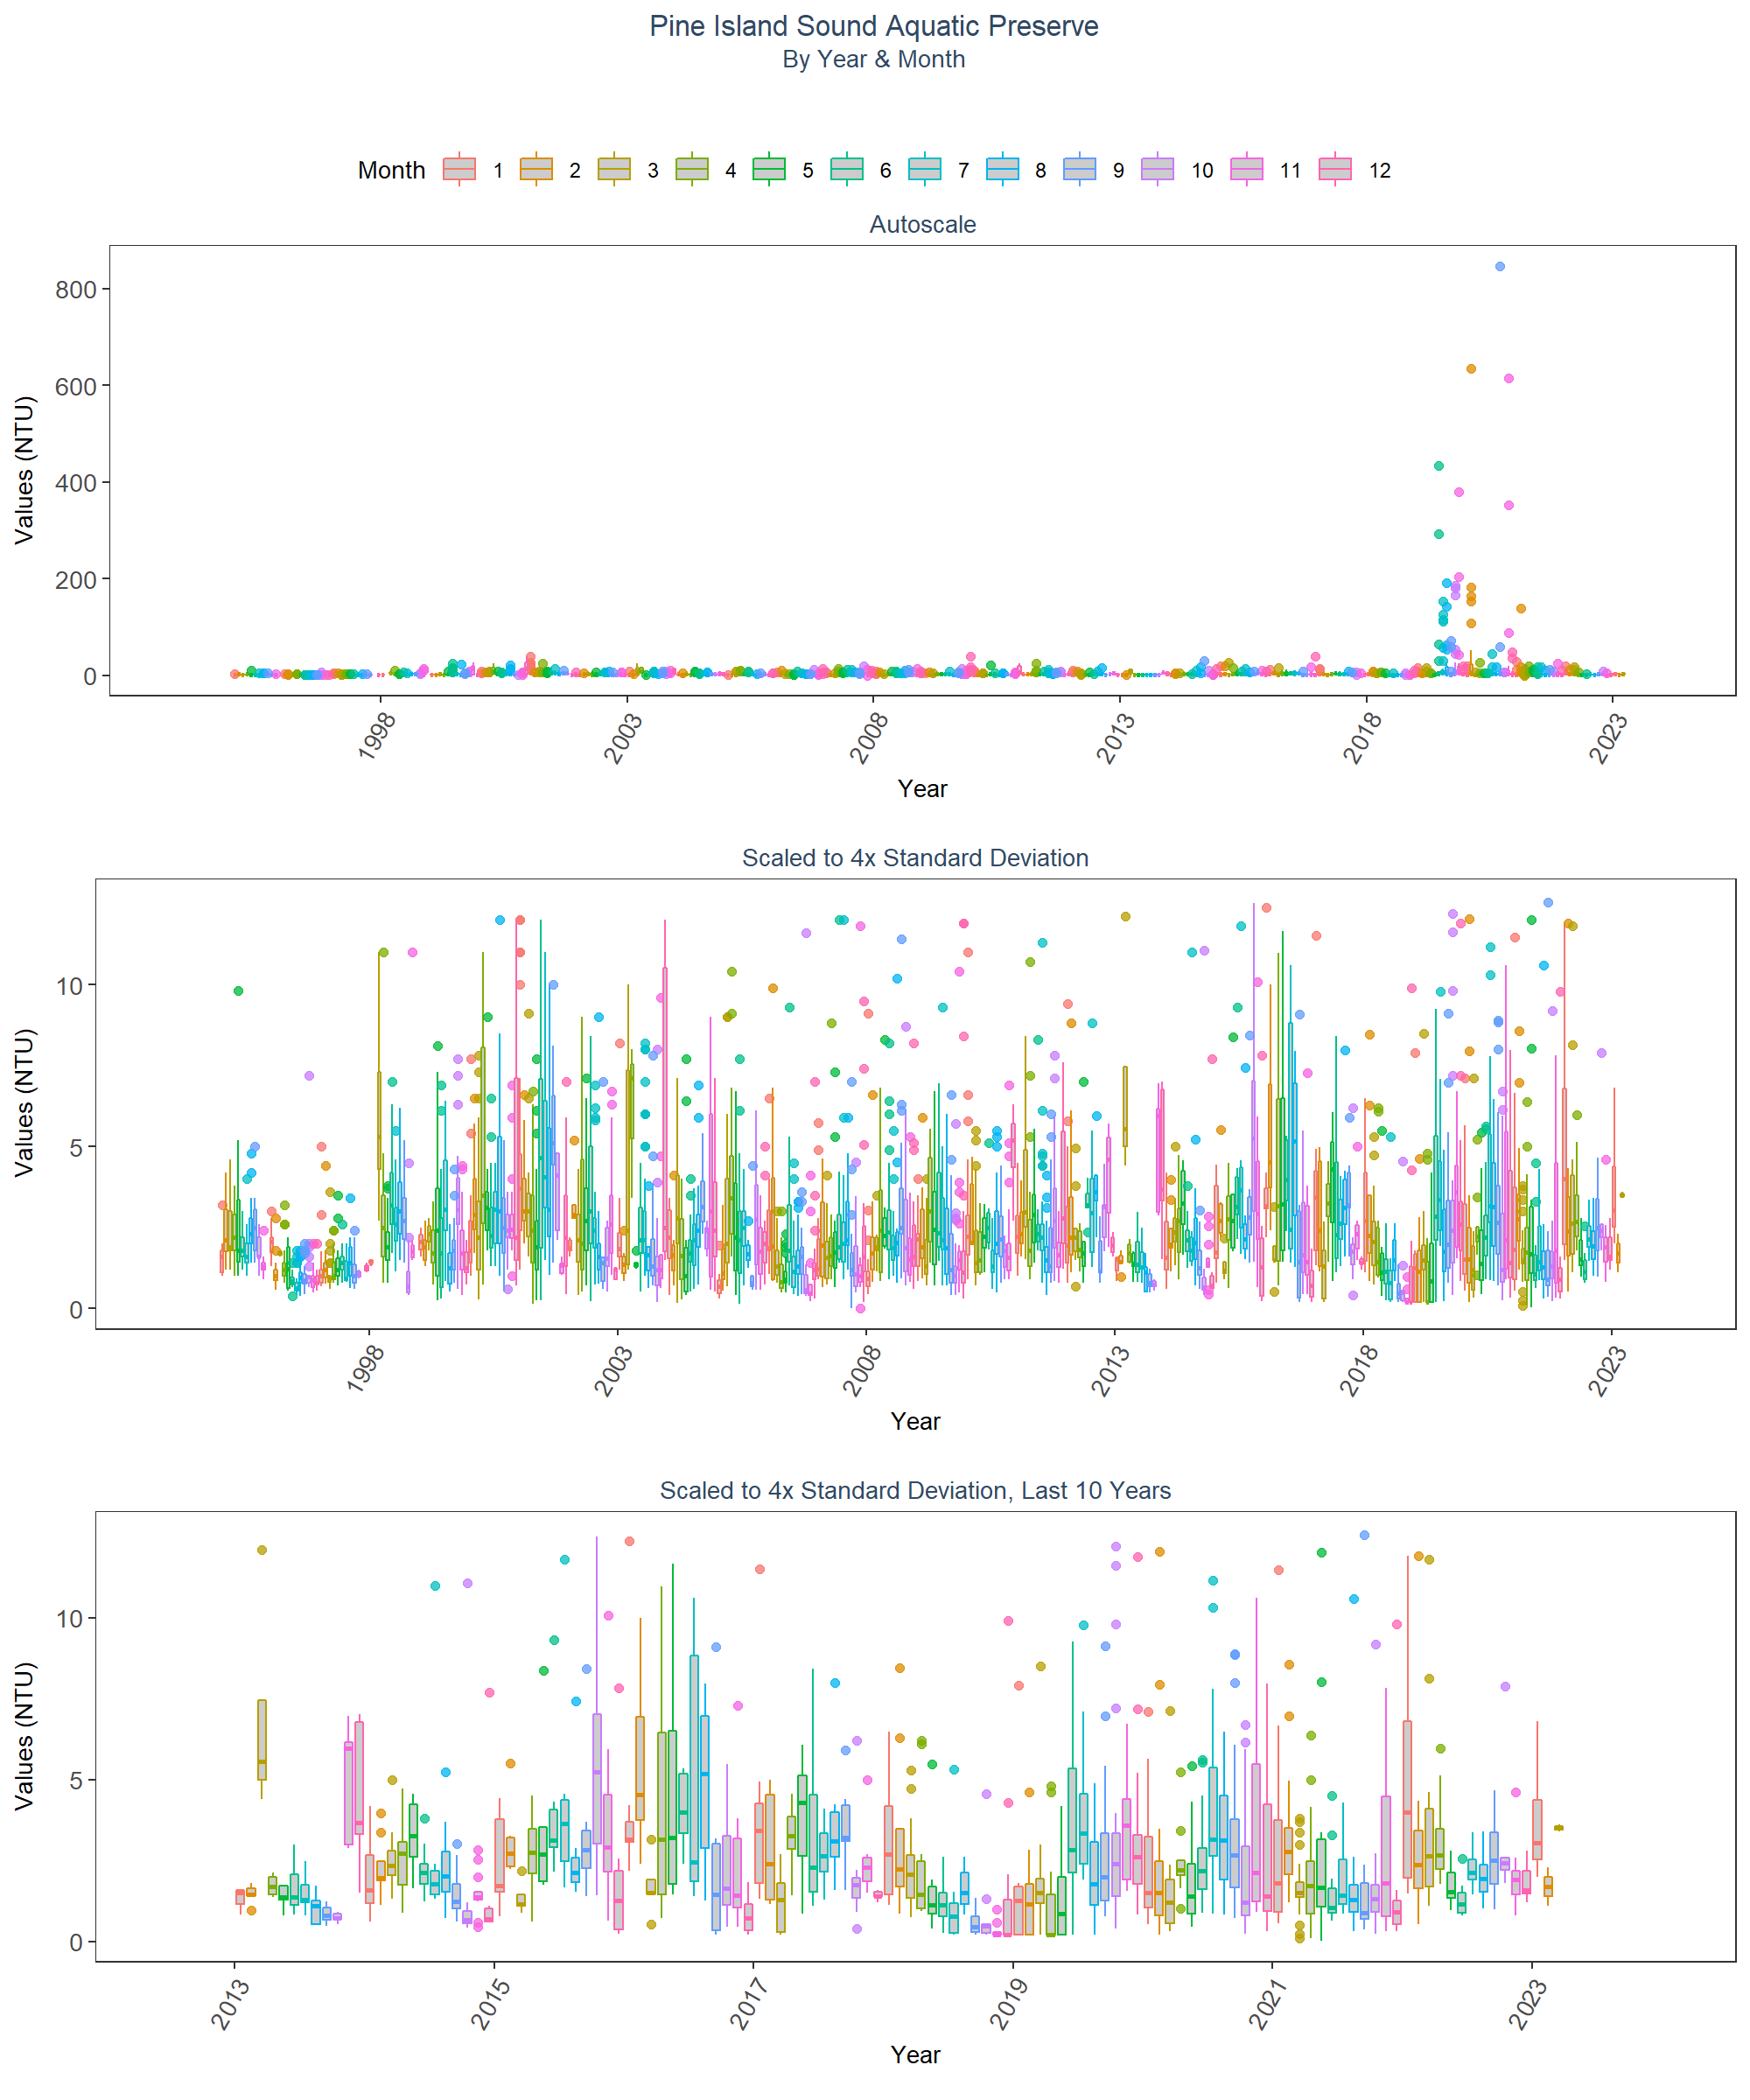 Pine Island Sound Aquatic Preserve
By Year & Month
Month 1 2 3 4 5 6 7 8 9 10 11 12
Autoscale
Values (NTU)
800
600
400
200
0
1998 2003 2008 2013 2018 2023
Year
Scaled to 4x Standard Deviation
Values (NTU)
10
5
0
1998 2003 2008 2013 2018 2023
Year
Scaled to 4x Standard Deviation, Last 10 Years
Values (NTU)
10
5
0
2013 2015 2017 2019 2021 2023
Year